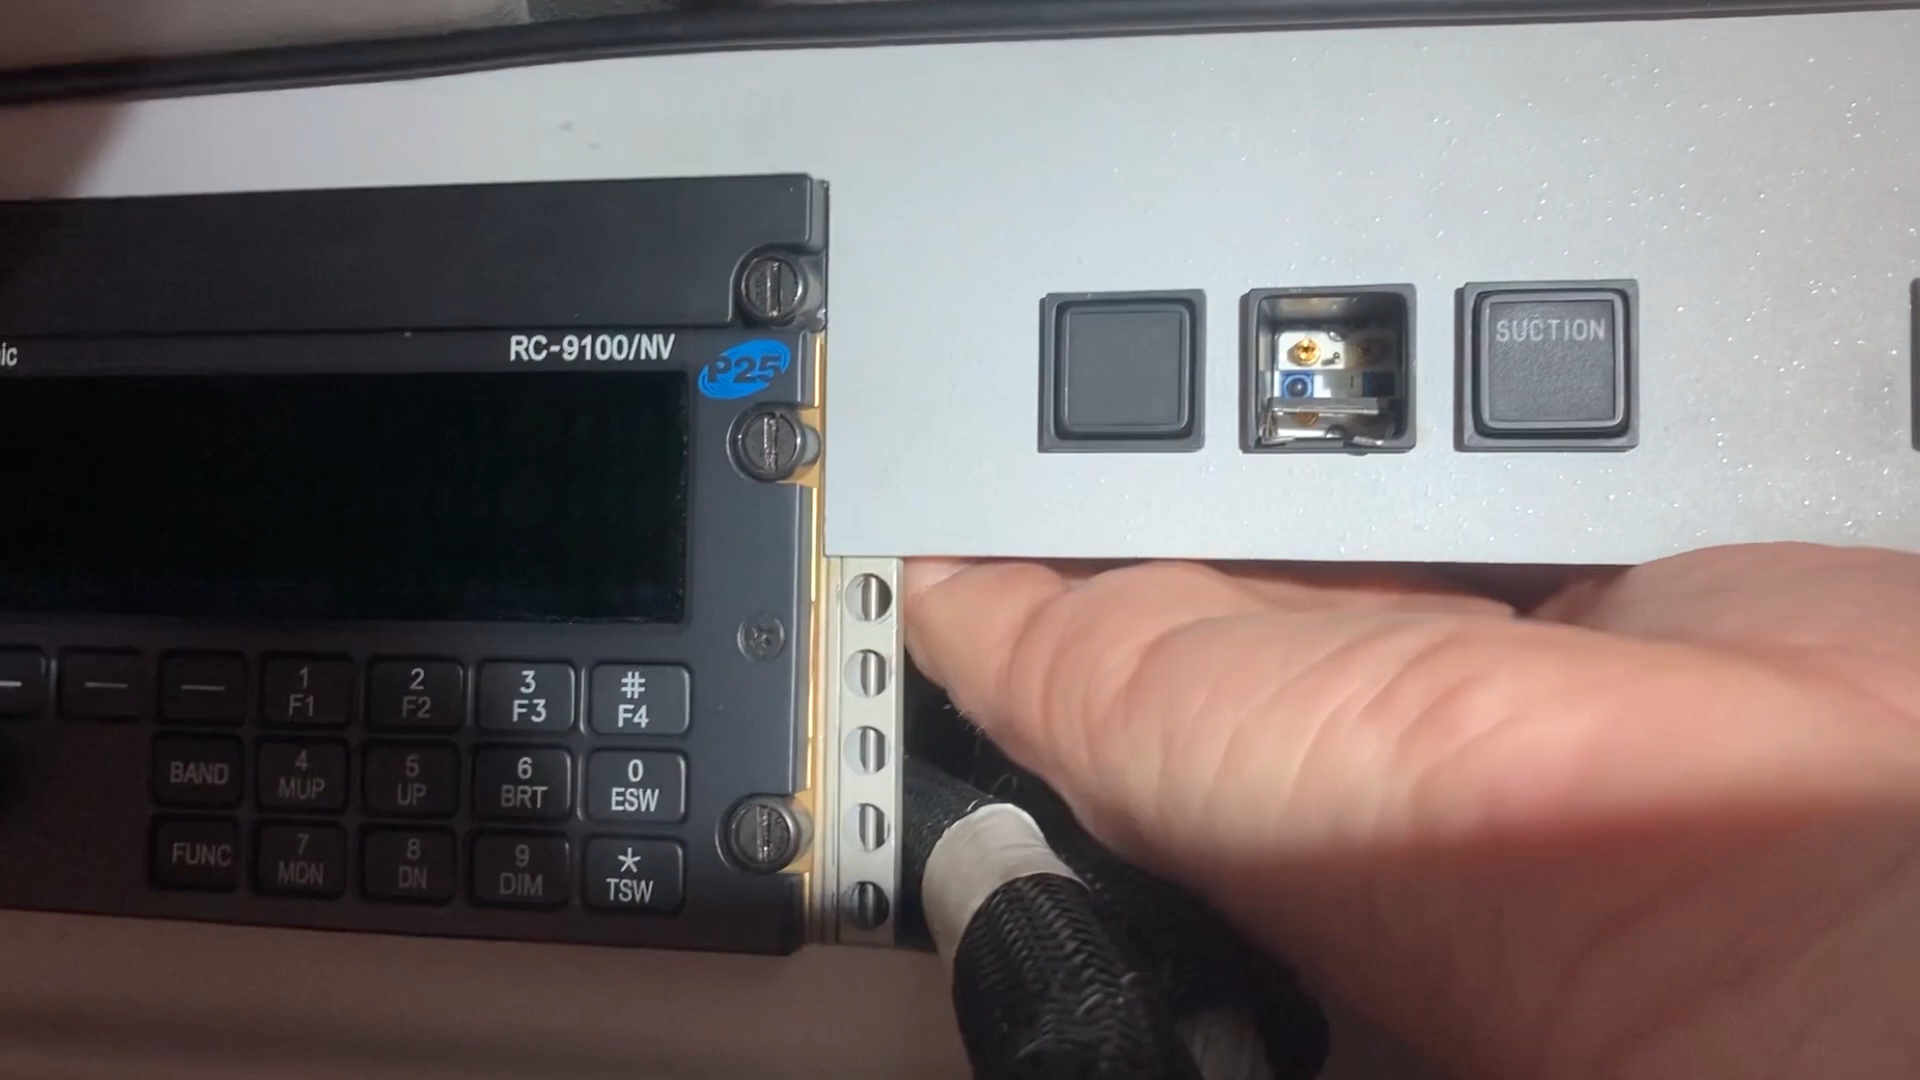 ic
RC-9100/NV
P25
SUCTION
1
F1
2
F2
3
F3
#
F4
BAND
4
MUP
5
UP
6
BRT
0
ESW
FUNC
7
MDN
8
DN
9
DIM
*
TSW